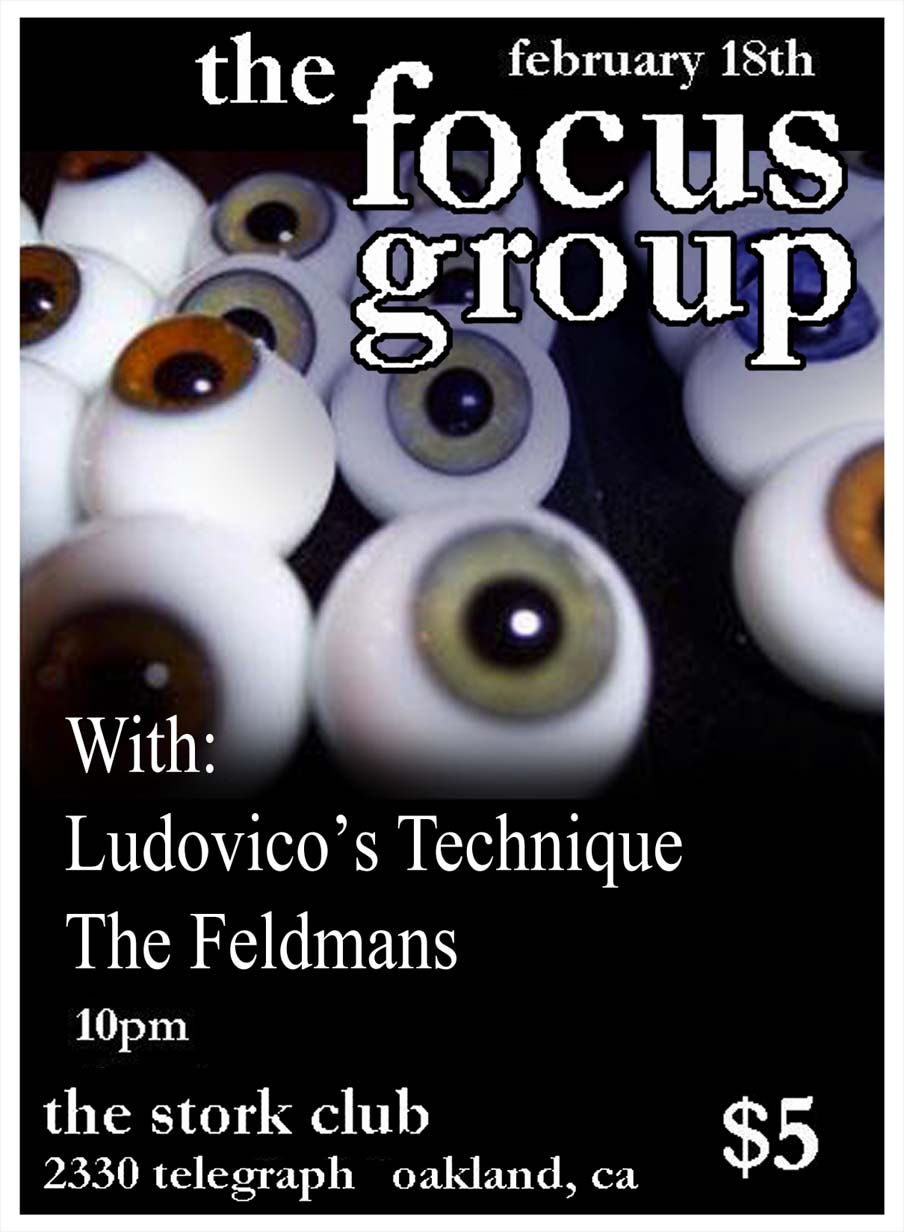 the
february 18th
focus
group
With:
Ludovico’s Technique
The Feldmans
10pm
the stork club
$5
2330 telegraph oakland, ca